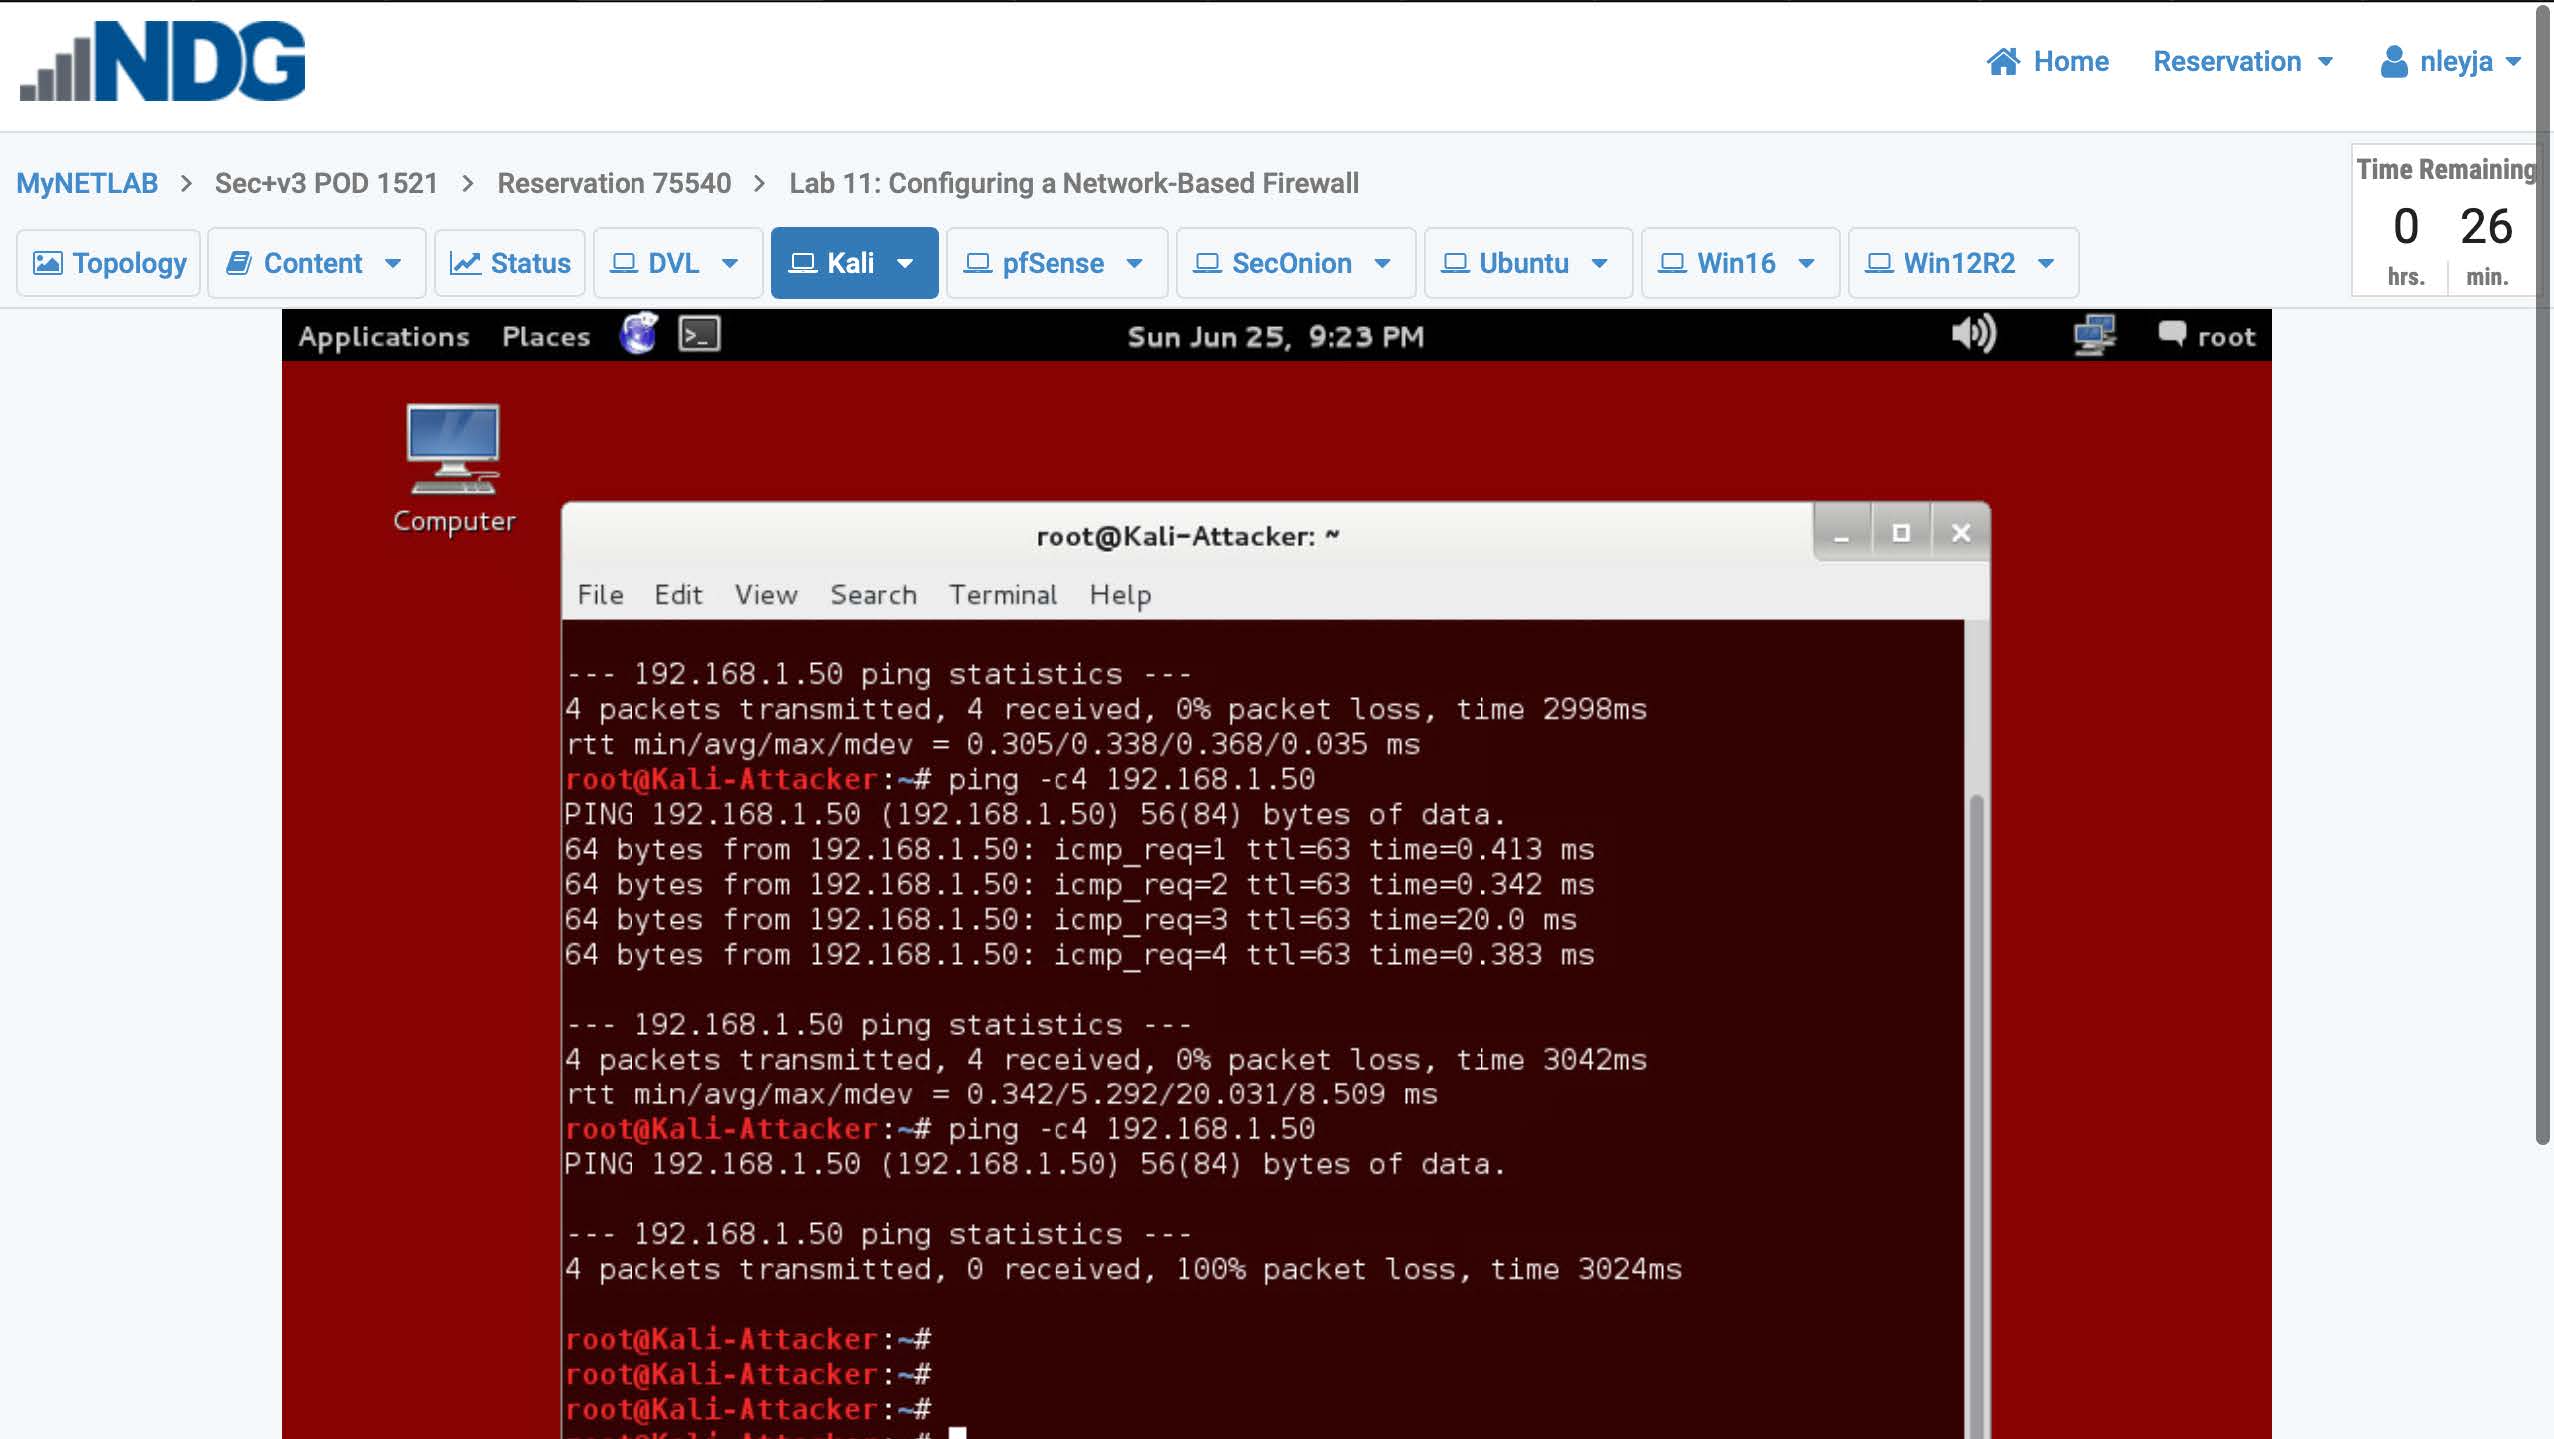 NDG
Home Reservation nleyja
MyNETLAB > Sec+v3 POD 1521 > Reservation 75540 > Lab 11: Configuring a Network-Based Firewall
Time Remaining
0 26
hrs. min.
Topology Content Status DVL Kali pfSense SecOnion Ubuntu Win16 Win12R2
Applications Places Sun Jun 25, 9:23 PM root
Computer
root@Kali-Attacker: ~
File Edit View Search Terminal Help
--- 192.168.1.50 ping statistics ---
4 packets transmitted, 4 received, 0% packet loss, time 2998ms
rtt min/avg/max/mdev = 0.305/0.338/0.368/0.035 ms
root@Kali-Attacker:~# ping -c4 192.168.1.50
PING 192.168.1.50 (192.168.1.50) 56(84) bytes of data.
64 bytes from 192.168.1.50: icmp_req=1 ttl=63 time=0.413 ms
64 bytes from 192.168.1.50: icmp_req=2 ttl=63 time=0.342 ms
64 bytes from 192.168.1.50: icmp_req=3 ttl=63 time=20.0 ms
64 bytes from 192.168.1.50: icmp_req=4 ttl=63 time=0.383 ms
--- 192.168.1.50 ping statistics ---
4 packets transmitted, 4 received, 0% packet loss, time 3042ms
rtt min/avg/max/mdev = 0.342/5.292/20.031/8.509 ms
root@Kali-Attacker:~# ping -c4 192.168.1.50
PING 192.168.1.50 (192.168.1.50) 56(84) bytes of data.
--- 192.168.1.50 ping statistics ---
4 packets transmitted, 0 received, 100% packet loss, time 3024ms
root@Kali-Attacker:~#
root@Kali-Attacker:~#
root@Kali-Attacker:~#